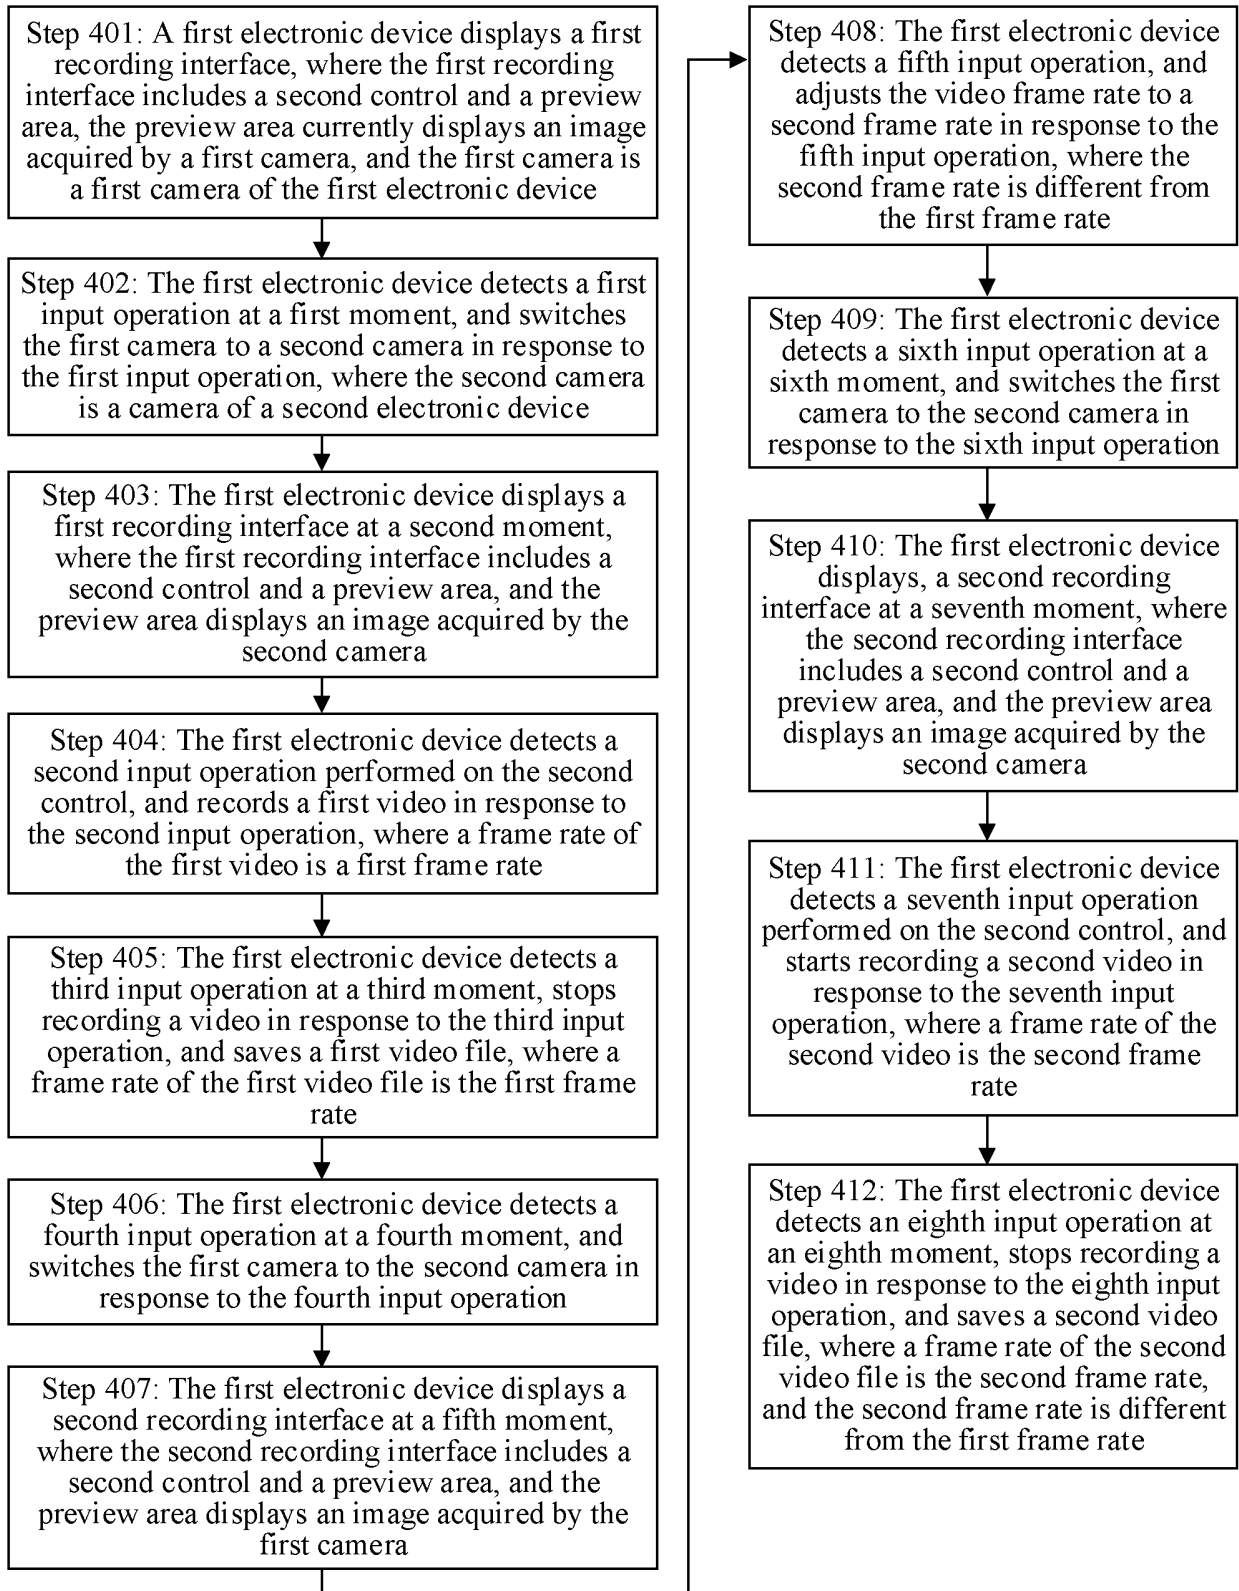 Step 401: A first electronic device displays a first
recording interface, where the first recording
interface includes a second control and a preview
area, the preview area currently displays an image
acquired by a first camera, and the first camera is
a first camera of the first electronic device
Step 402: The first electronic device detects a first
input operation at a first moment, and switches
the first camera to a second camera in response to
the first input operation, where the second camera
is a camera of a second electronic device
Step 403: The first electronic device displays a
first recording interface at a second moment,
where the first recording interface includes a
second control and a preview area, and the
preview area displays an image acquired by the
second camera
Step 404: The first electronic device detects a
second input operation performed on the second
control, and records a first video in response to
the second input operation, where a frame rate of
the first video is a first frame rate
Step 405: The first electronic device detects a
third input operation at a third moment, stops
recording a video in response to the third input
operation, and saves a first video file, where a
frame rate of the first video file is the first frame
rate
Step 406: The first electronic device detects a
fourth input operation at a fourth moment, and
switches the first camera to the second camera in
response to the fourth input operation
Step 407: The first electronic device displays a
second recording interface at a fifth moment,
where the second recording interface includes a
second control and a preview area, and the
preview area displays an image acquired by the
first camera
Step 408: The first electronic device
detects a fifth input operation, and
adjusts the video frame rate to a
second frame rate in response to the
fifth input operation, where the
second frame rate is different from
the first frame rate
Step 409: The first electronic device
detects a sixth input operation at a
sixth moment, and switches the first
camera to the second camera in
response to the sixth input operation
Step 410: The first electronic device
displays, a second recording
interface at a seventh moment, where
the second recording interface
includes a second control and a
preview area, and the preview area
displays an image acquired by the
second camera
Step 411: The first electronic device
detects a seventh input operation
performed on the second control, and
starts recording a second video in
response to the seventh input
operation, where a frame rate of the
second video is the second frame
rate
Step 412: The first electronic device
detects an eighth input operation at
an eighth moment, stops recording a
video in response to the eighth input
operation, and saves a second video
file, where a frame rate of the second
video file is the second frame rate,
and the second frame rate is different
from the first frame rate